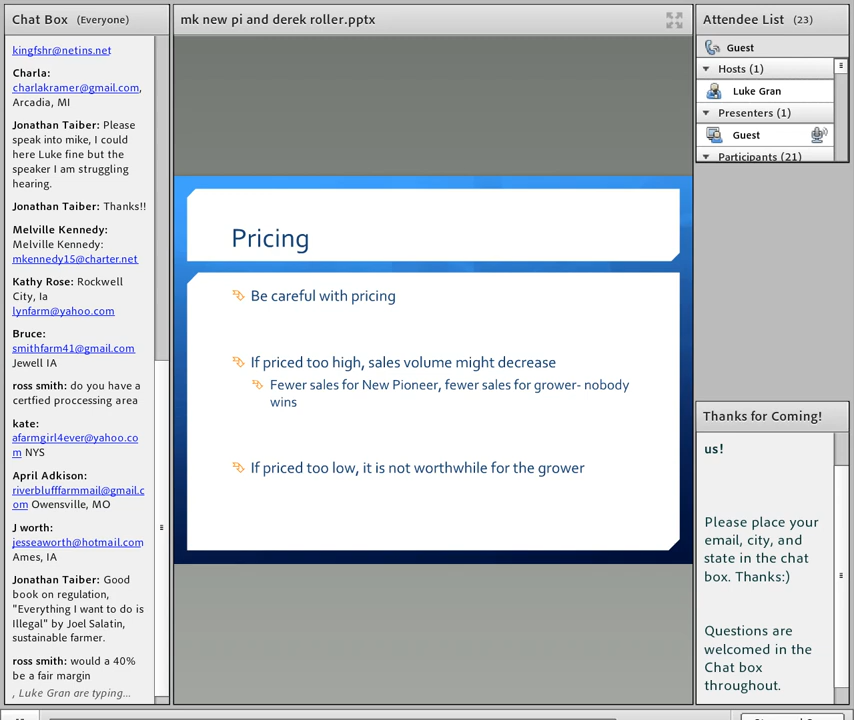 Chat Box (Everyone)
kingfshr@netins.net
Charla:
charlakramer@gmail.com,
Arcadia, MI
Jonathan Taiber: Please
speak into mike, I could
here Luke fine but the
speaker I am struggling
hearing.
Jonathan Taiber: Thanks!!
Melville Kennedy:
Melville Kennedy:
mkennedy15@charter.net
Kathy Rose: Rockwell
City, Ia
lynfarm@yahoo.com
Bruce:
smithfarm41@gmail.com
Jewell IA
ross smith: do you have a
certfied proccessing area
kate:
afarmgirl4ever@yahoo.co
m NYS
April Adkison:
riverblufffarmmail@gmail.c
om Owensville, MO
J worth:
jesseaworth@hotmail.com
Ames, IA
Jonathan Taiber: Good
book on regulation,
"Everything I want to do is
Illegal" by Joel Salatin,
sustainable farmer.
ross smith: would a 40%
be a fair margin
, Luke Gran are typing...
mk new pi and derek roller.pptx
Pricing
Be careful with pricing
If priced too high, sales volume might decrease
Fewer sales for New Pioneer, fewer sales for grower- nobody
wins
If priced too low, it is not worthwhile for the grower
Attendee List (23)
Guest
Hosts (1)
Luke Gran
Presenters (1)
Guest
Participants (21)
Thanks for Coming!
us!
Please place your
email, city, and
state in the chat
box. Thanks:)
Questions are
welcomed in the
Chat box
throughout.